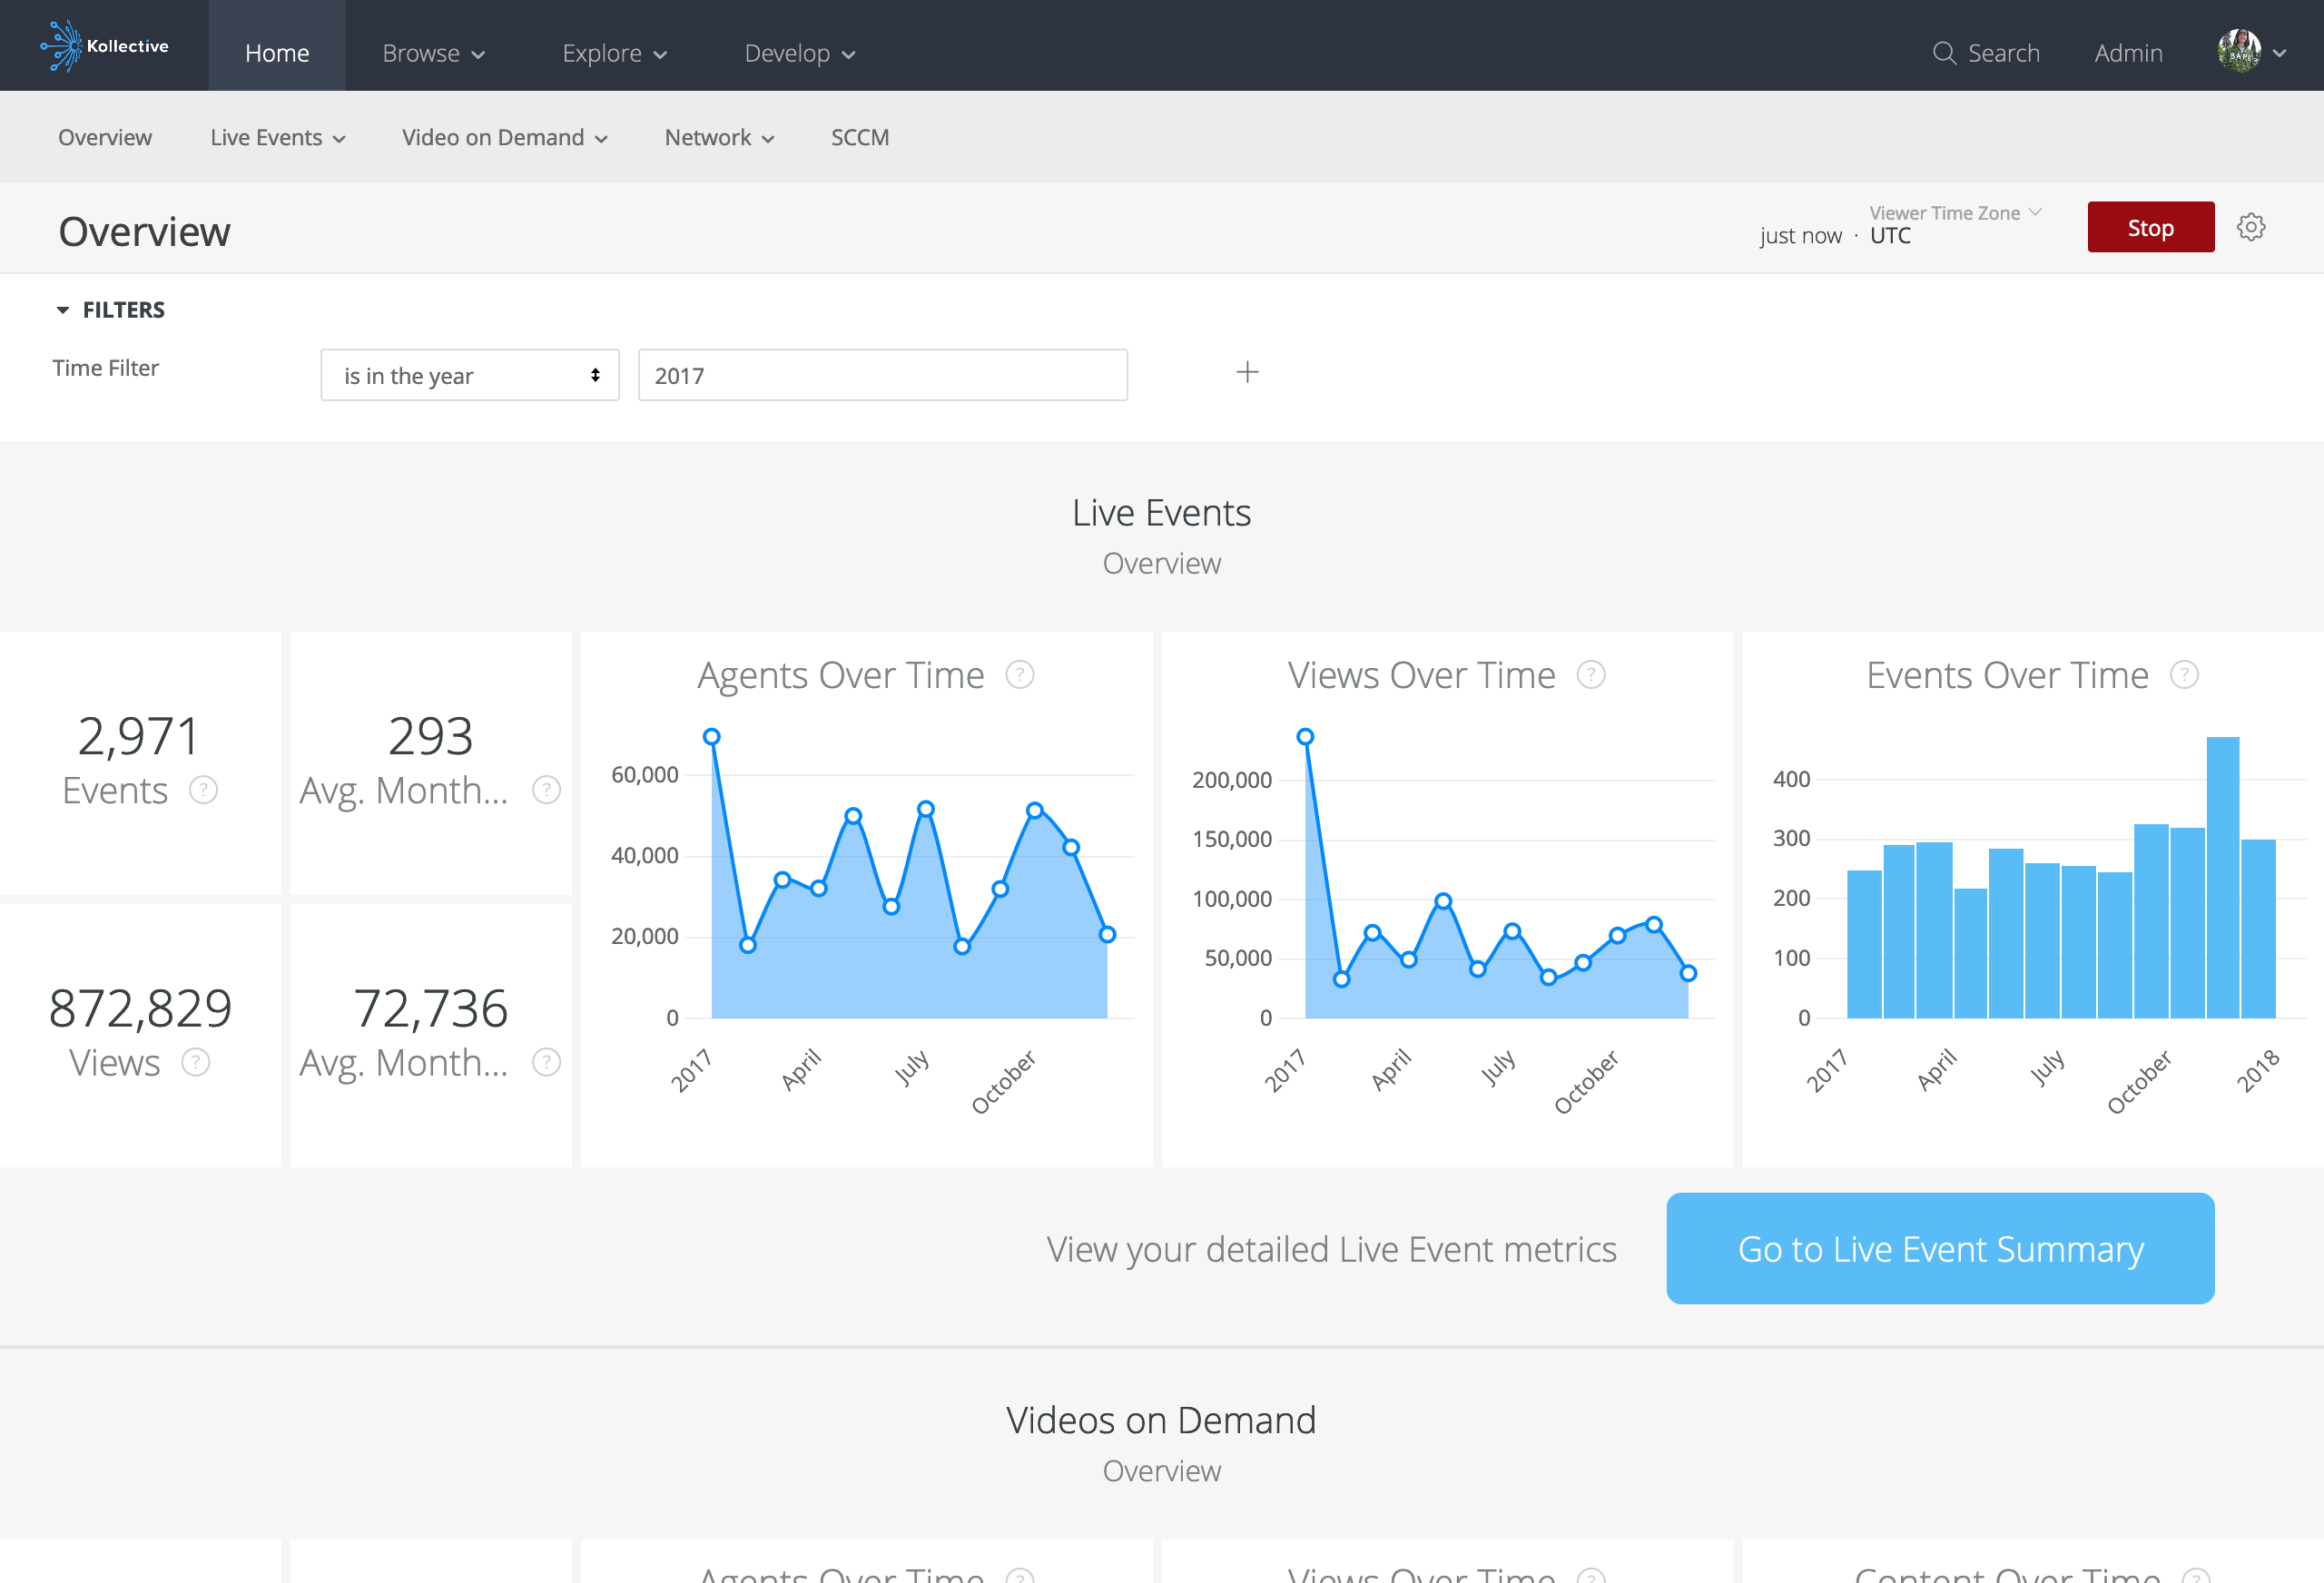 Kollective Home Browse Explore Develop Search Admin
Overview Live Events Video on Demand Network SCCM
Overview
just now · Viewer Time Zone
UTC
Stop
FILTERS
Time Filter is in the year 2017
Live Events
Overview
2,971
Events ?
293
Avg. Month... ?
872,829
Views ?
72,736
Avg. Month... ?
Agents Over Time ?
60,000
40,000
20,000
0
2017 April July October
Views Over Time ?
200,000
150,000
100,000
50,000
0
2017 April July October
Events Over Time ?
400
300
200
100
0
2017 April July October 2018
View your detailed Live Event metrics Go to Live Event Summary
Videos on Demand
Overview
Agents Over Time ? Views Over Time ? Content Over Time ?